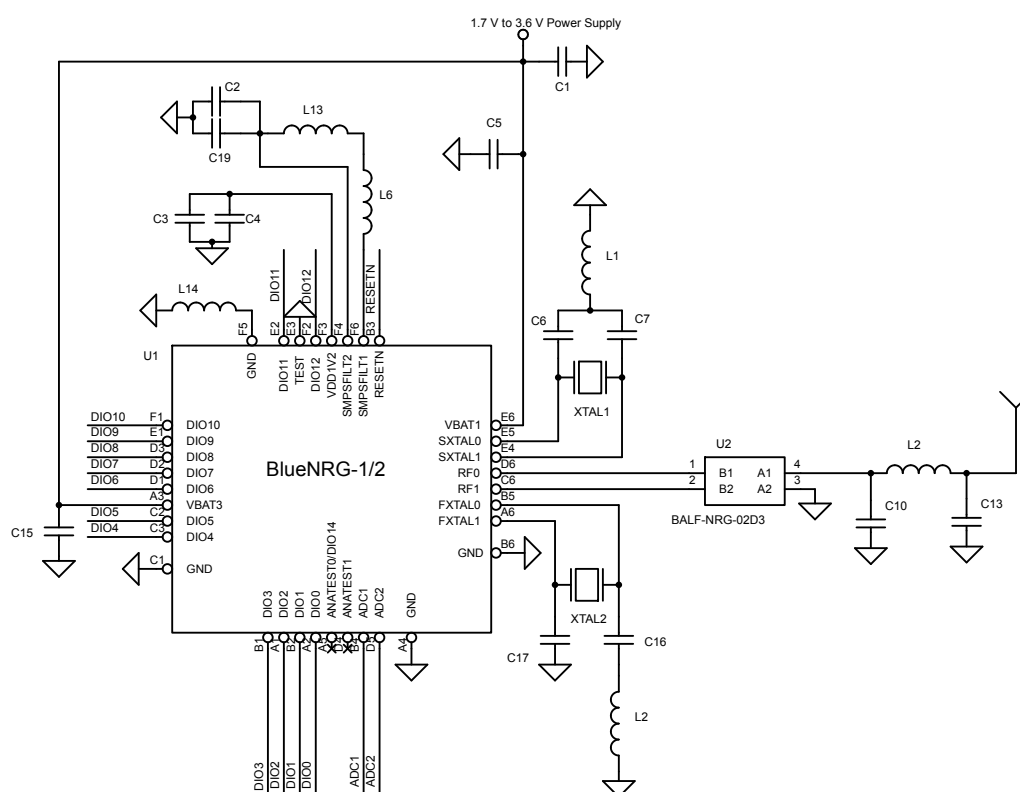 1.7 V to 3.6 V Power Supply
C1
C2
L13
C19
C5
L6
C3
C4
L1
DIO11
DIO12
RESETN
L14
C6
C7
F5
E2
E3
F2
F3
F4
F6
B3
U1
GND
DIO11
TEST
DIO12
VDD1V2
SMPSFILT2
SMPSFILT1
RESETN
XTAL1
DIO10 F1 DIO10
DIO9 E1 DIO9
DIO8 D3 DIO8
DIO7 D2 DIO7
DIO6 D1 DIO6
A3 VBAT3
DIO5 C2 DIO5
DIO4 C3 DIO4
C1 GND
C15
BlueNRG-1/2
VBAT1 E6
SXTAL0 E5
SXTAL1 E4
RF0 D6
RF1 C6
FXTAL0 B5
FXTAL1 A6
GND B6
U2
1 B1 A1 4
2 B2 A2 3
BALF-NRG-02D3
L2
C10
C13
XTAL2
C17
C16
L2
DIO3
DIO2
DIO1
DIO0
ANATEST0/DIO14
ANATEST1
ADC1
ADC2
GND
B1
A1
B2
A2
B4
D5
A4
DIO3
DIO2
DIO1
DIO0
ADC1
ADC2